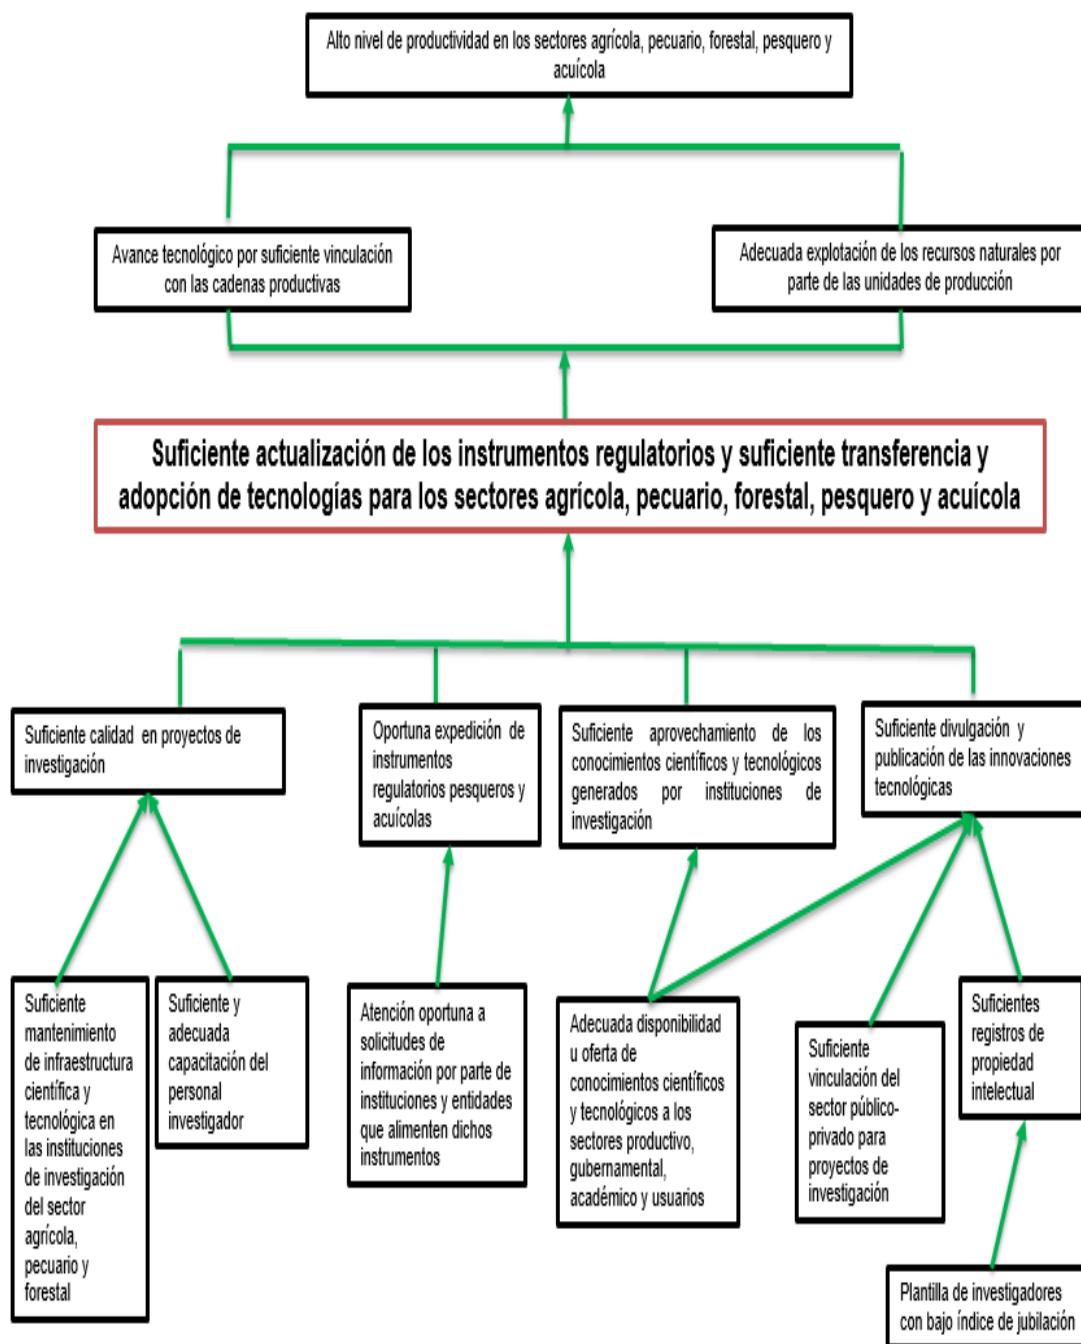 Alto nivel de productividad en los sectores agrícola, pecuario, forestal, pesquero y
acuícola
Avance tecnológico por suficiente vinculación
con las cadenas productivas
Adecuada explotación de los recursos naturales por
parte de las unidades de producción
Suficiente actualización de los instrumentos regulatorios y suficiente transferencia y
adopción de tecnologías para los sectores agrícola, pecuario, forestal, pesquero y acuícola
Suficiente calidad en proyectos de
investigación
Oportuna expedición de
instrumentos
regulatorios pesqueros y
acuícolas
Suficiente aprovechamiento de los
conocimientos científicos y tecnológicos
generados por instituciones de
investigación
Suficiente divulgación y
publicación de las innovaciones
tecnológicas
Suficiente
mantenimiento
de infraestructura
científica y
tecnológica en
las instituciones
de investigación
del sector
agrícola,
pecuario y
forestal
Suficiente y
adecuada
capacitación del
personal
investigador
Atención oportuna a
solicitudes de
información por parte de
instituciones y entidades
que alimenten dichos
instrumentos
Adecuada disponibilidad
u oferta de
conocimientos científicos
y tecnológicos a los
sectores productivo,
gubernamental,
académico y usuarios
Suficiente
vinculación del
sector público-
privado para
proyectos de
investigación
Suficientes
registros de
propiedad
intelectual
Plantilla de investigadores
con bajo índice de jubilación